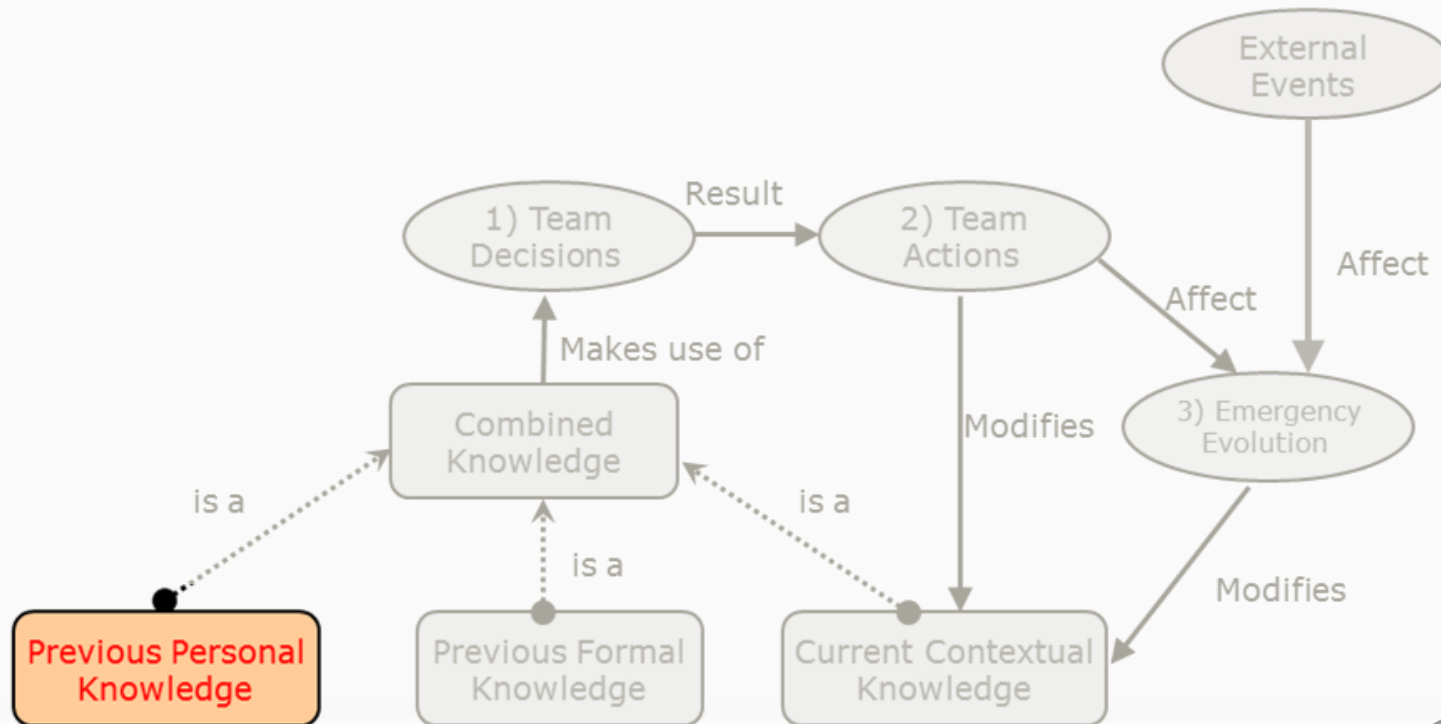 External
Events
Result
1) Team
Decisions
2) Team
Actions
Affect
Affect
Makes use of
Combined
Knowledge
Modifies
3) Emergency
Evolution
is a
is a
is a
Modifies
Previous Personal
Knowledge
Previous Formal
Knowledge
Current Contextual
Knowledge